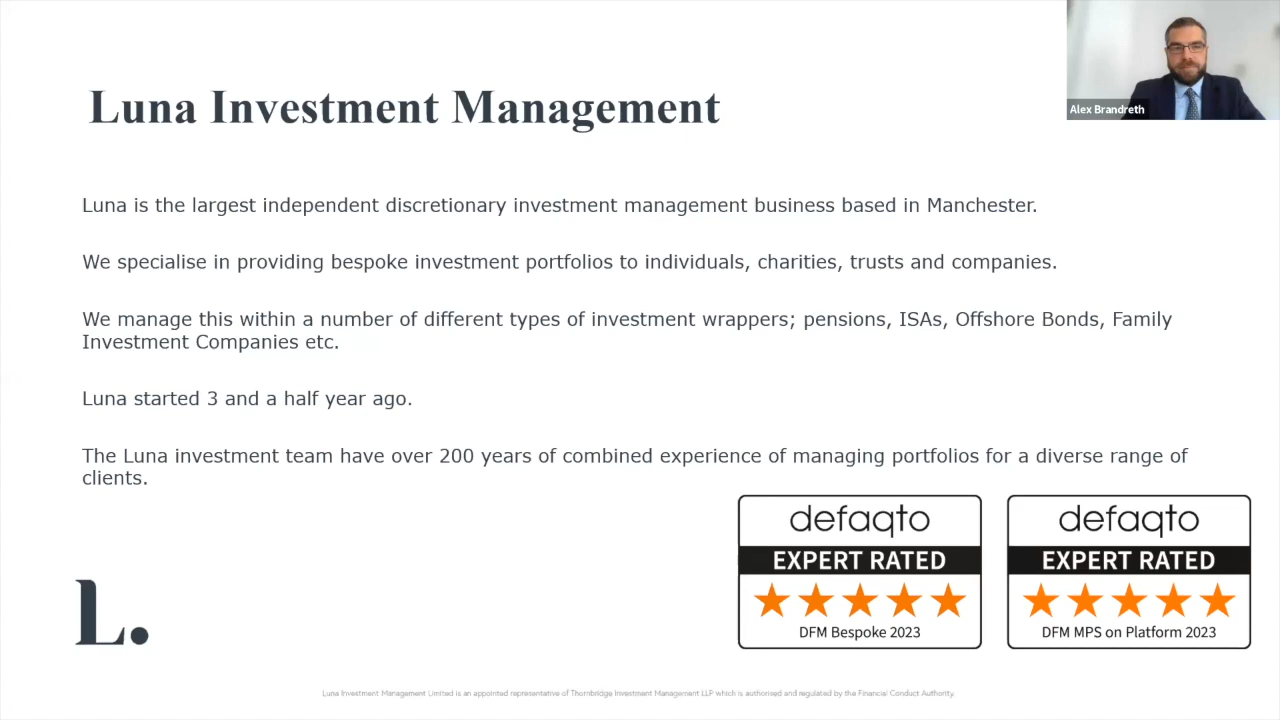 Luna Investment Management
Alex Brandreth
Luna is the largest independent discretionary investment management business based in Manchester.
We specialise in providing bespoke investment portfolios to individuals, charities, trusts and companies.
We manage this within a number of different types of investment wrappers; pensions, ISAs, Offshore Bonds, Family
Investment Companies etc.
Luna started 3 and a half year ago.
The Luna investment team have over 200 years of combined experience of managing portfolios for a diverse range of
clients.
defaqto
EXPERT RATED
DFM Bespoke 2023
defaqto
EXPERT RATED
DFM MPS on Platform 2023
L.
Luna Investment Management Limited is an appointed representative of Thornbridge Investment Management LLP which is authorised and regulated by the Financial Conduct Authority.